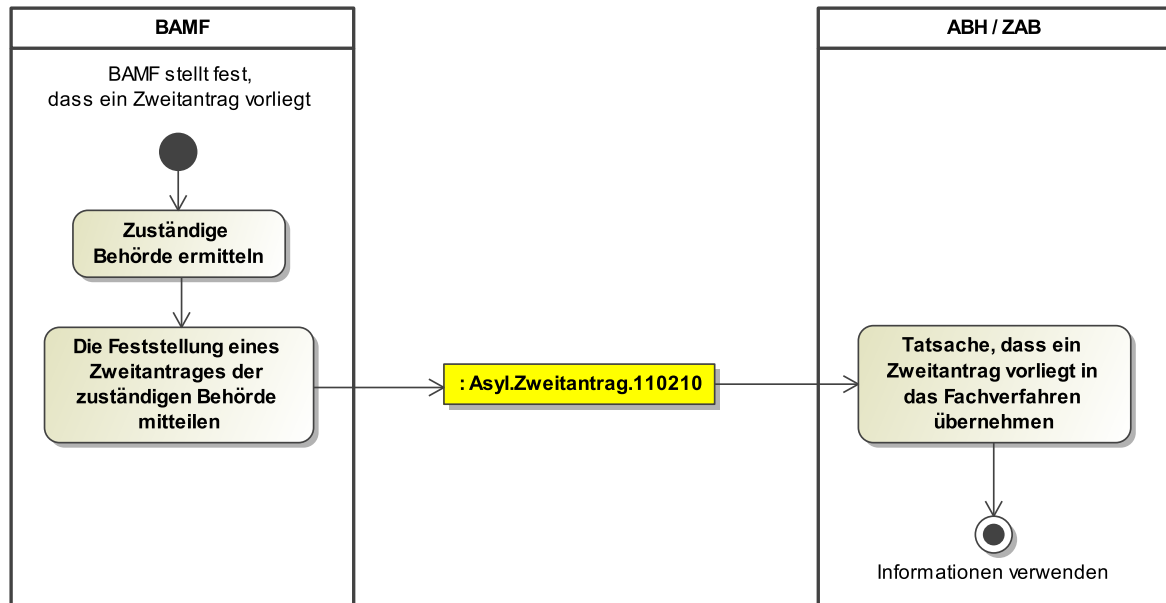 BAMF
BAMF stellt fest,
dass ein Zweitantrag vorliegt
Zuständige
Behörde ermitteln
Die Feststellung eines
Zweitantrages der
zuständigen Behörde
mitteilen
: Asyl.Zweitantrag.110210
ABH / ZAB
Tatsache, dass ein
Zweitantrag vorliegt in
das Fachverfahren
übernehmen
Informationen verwenden